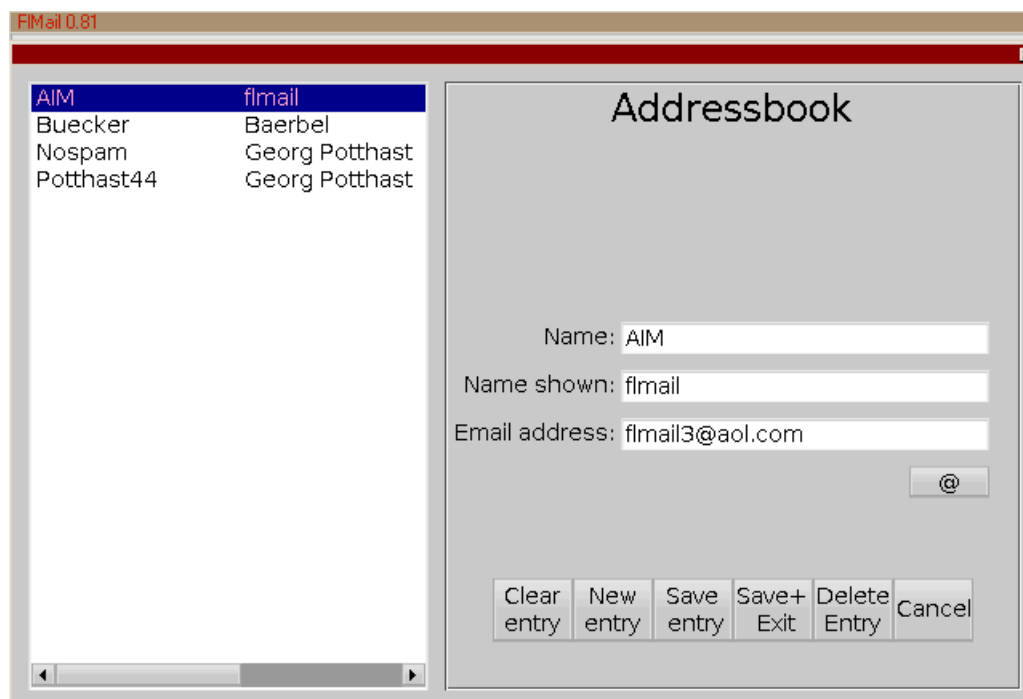 FlMail 0.81
AIM flmail
Buecker Baerbel
Nospam Georg Potthast
Potthast44 Georg Potthast
Addressbook
Name: AIM
Name shown: flmail
Email address: flmail3@aol.com
@
Clear entry
New entry
Save entry
Save+ Exit
Delete Entry
Cancel